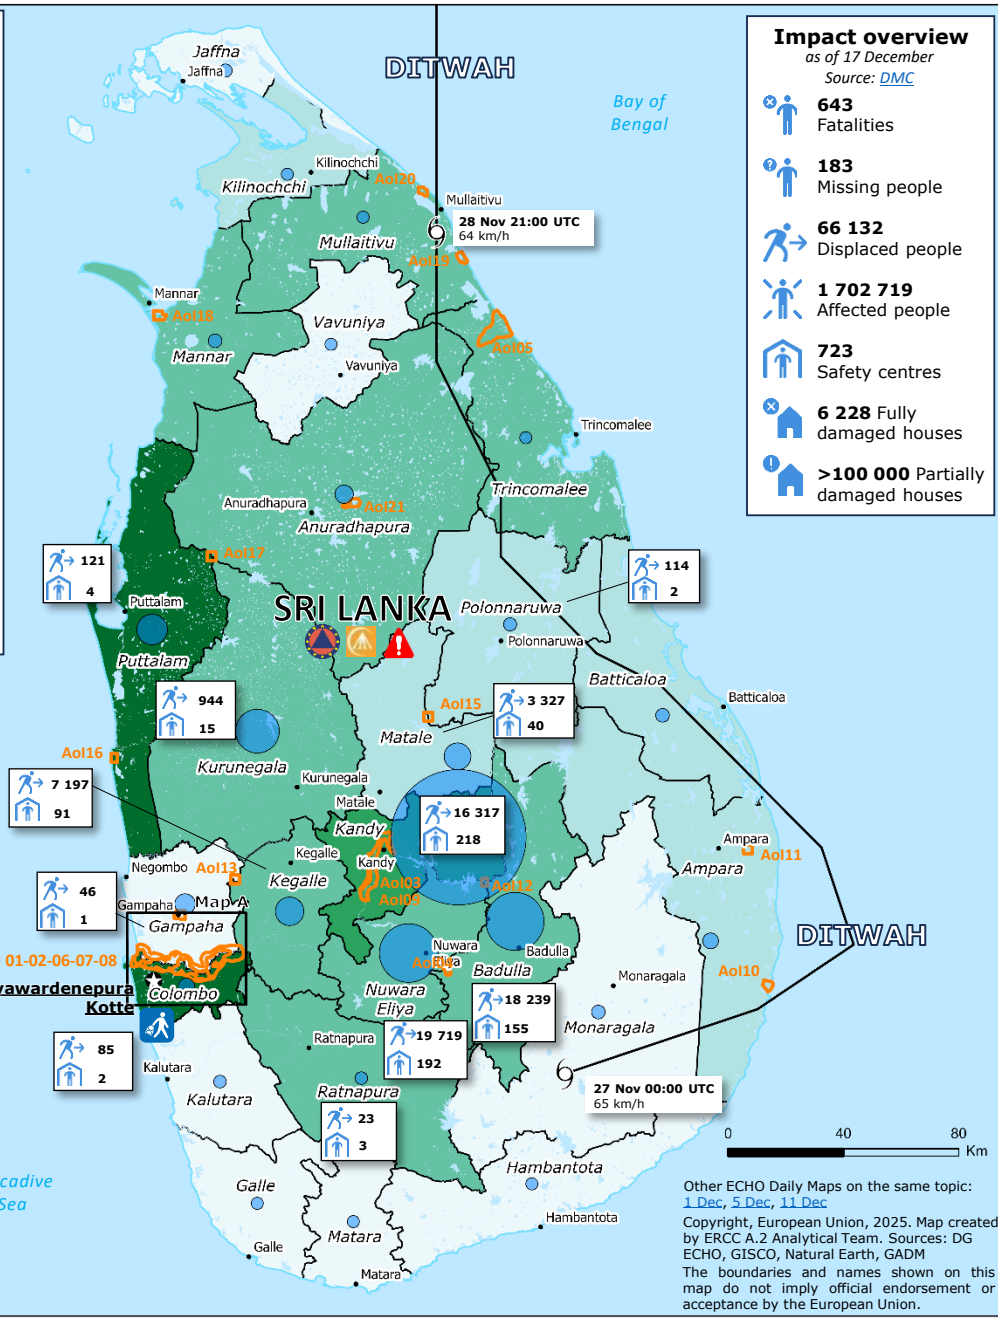 Impact overview
as of 17 December
Source: DMC
643
Fatalities
183
Missing people
66 132
Displaced people
1 702 719
Affected people
723
Safety centres
6 228 Fully
damaged houses
>100 000 Partially
damaged houses
DITWAH
Bay of
Bengal
Jaffna
Jaffna
Kilinochchi
Kilinochchi
AoI20
Mullaitivu
28 Nov 21:00 UTC
64 km/h
Mullaitivu
AoI19
Mannar
AoI18
Mannar
Vavuniya
Vavuniya
AoI05
Trincomalee
Trincomalee
Anuradhapura
AoI21
Anuradhapura
AoI17
121
4
114
2
SRI LANKA
Puttalam
Puttalam
Polonnaruwa
Polonnaruwa
Batticaloa
Batticaloa
944
15
3 327
40
AoI15
Matale
AoI16
Kurunegala
Kurunegala
7 197
91
Matale
16 317
218
Kandy
Kandy
Kegalle
Kegalle
AoI03
AoI09
AoI12
Ampara
AoI11
Ampara
Negombo
AoI13
46
1
Gampaha
Map A
Gampaha
01-02-06-07-08
Colombo
yawardenepura
Kotte
Nuwara
Eliya
Badulla
Badulla
Nuwara
Eliya
DITWAH
AoI10
Monaragala
Monaragala
18 239
155
19 719
192
85
2
Ratnapura
Ratnapura
Kalutara
Kalutara
23
3
27 Nov 00:00 UTC
65 km/h
0 40 80
Km
cadive
Sea
Galle
Galle
Matara
Matara
Hambantota
Hambantota
Other ECHO Daily Maps on the same topic:
1 Dec, 5 Dec, 11 Dec
Copyright, European Union, 2025. Map created
by ERCC A.2 Analytical Team. Sources: DG
ECHO, GISCO, Natural Earth, GADM
The boundaries and names shown on this
map do not imply official endorsement or
acceptance by the European Union.